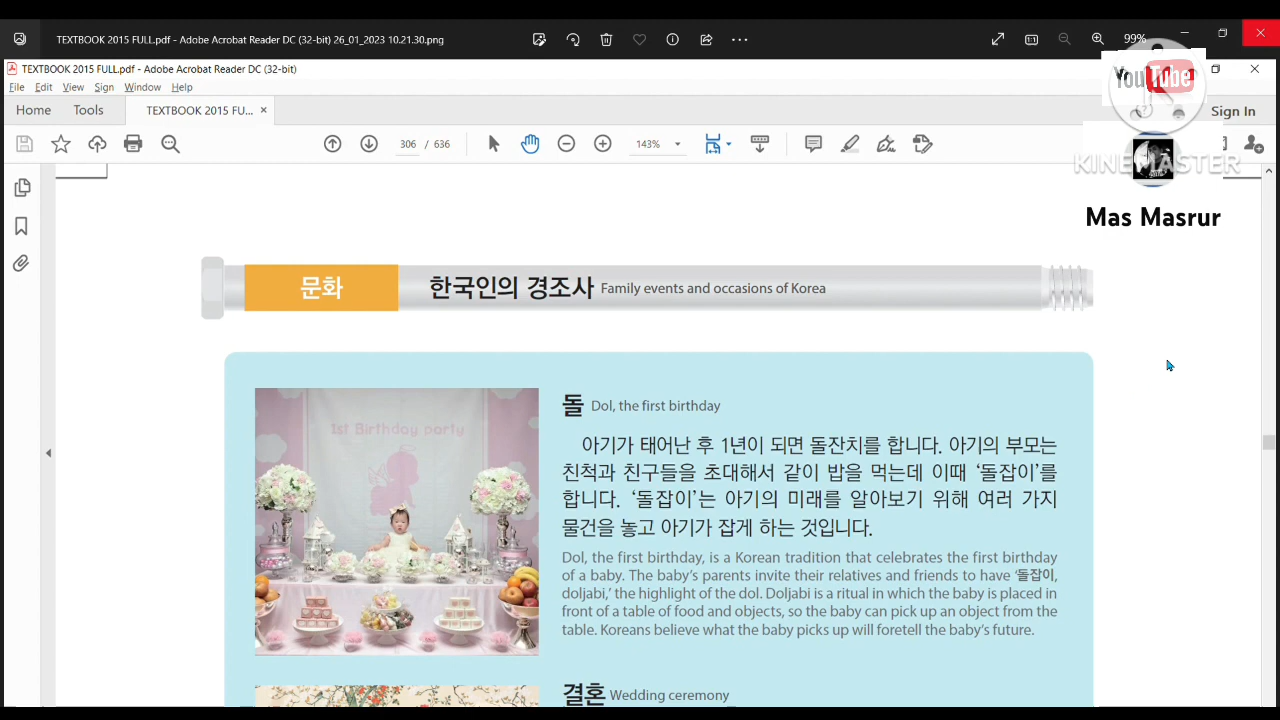 TEXTBOOK 2015 FULL.pdf - Adobe Acrobat Reader DC (32-bit) 26_01_2023 10.21.30.png
99%
TEXTBOOK 2015 FULL.pdf - Adobe Acrobat Reader DC (32-bit)
File Edit View Sign Window Help
YouTube
Home Tools TEXTBOOK 2015 FU... Sign In
306 / 636 143%
KINEMASTER
Mas Masrur
문화 한국인의 경조사 Family events and occasions of Korea
1st Birthday party
돌 Dol, the first birthday
아기가 태어난 후 1년이 되면 돌잔치를 합니다. 아기의 부모는
친척과 친구들을 초대해서 같이 밥을 먹는데 이때 ‘돌잡이’를
합니다. ‘돌잡이’는 아기의 미래를 알아보기 위해 여러 가지
물건을 놓고 아기가 잡게 하는 것입니다.
Dol, the first birthday, is a Korean tradition that celebrates the first birthday
of a baby. The baby’s parents invite their relatives and friends to have ‘돌잡이,
doljabi,’ the highlight of the dol. Doljabi is a ritual in which the baby is placed in
front of a table of food and objects, so the baby can pick up an object from the
table. Koreans believe what the baby picks up will foretell the baby’s future.
결혼 Wedding ceremony